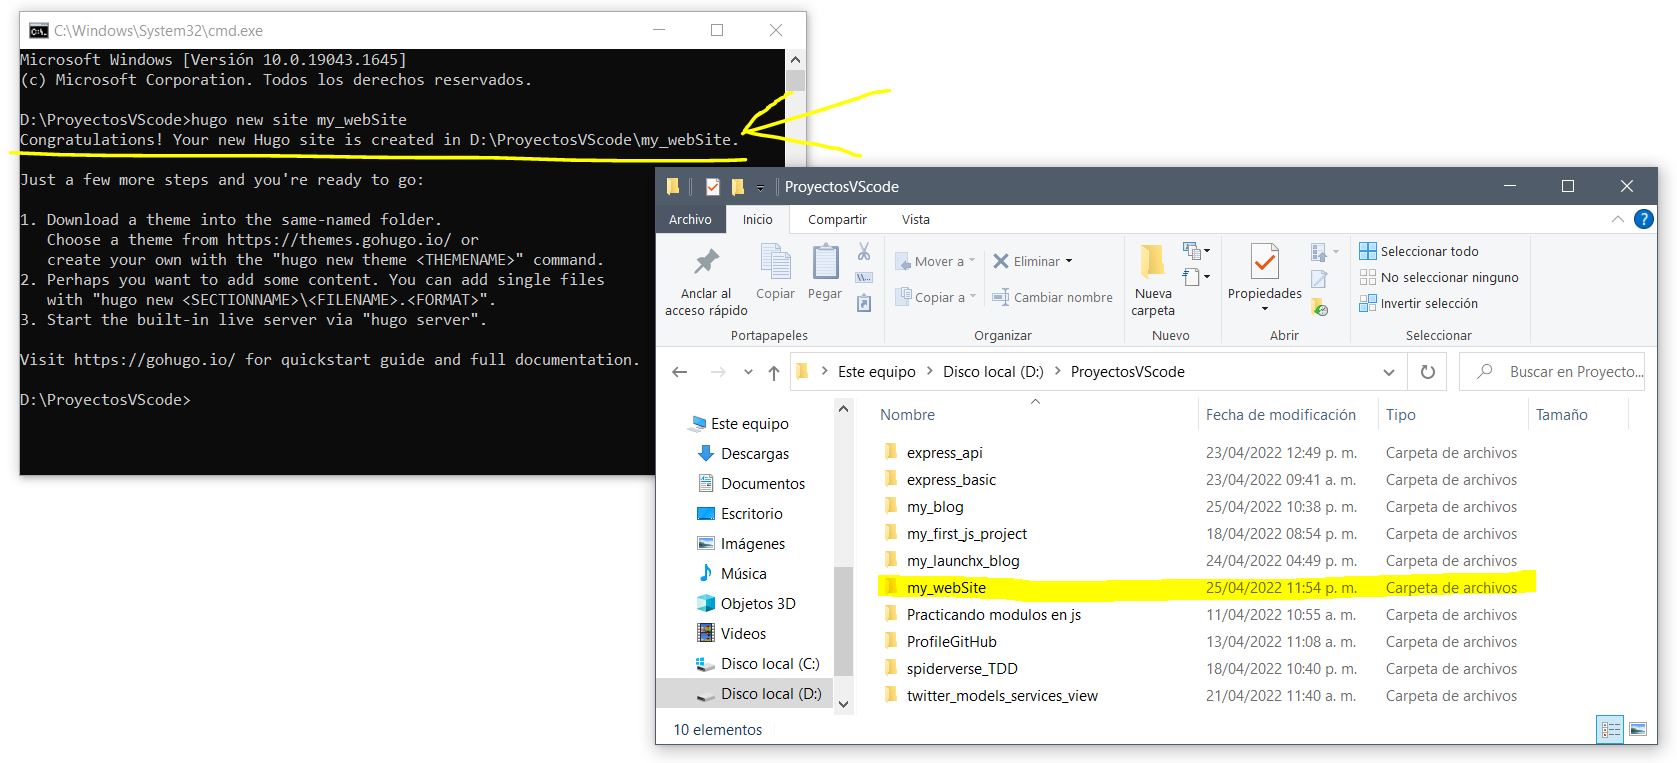 C:\Windows\System32\cmd.exe
Microsoft Windows [Versión 10.0.19043.1645]
(c) Microsoft Corporation. Todos los derechos reservados.
D:\ProyectosVScode>hugo new site my_webSite
Congratulations! Your new Hugo site is created in D:\ProyectosVScode\my_webSite.
Just a few more steps and you're ready to go:
1. Download a theme into the same-named folder.
Choose a theme from https://themes.gohugo.io/ or
create your own with the "hugo new theme <THEMENAME>" command.
2. Perhaps you want to add some content. You can add single files
with "hugo new <SECTIONNAME>\<FILENAME>.<FORMAT>".
3. Start the built-in live server via "hugo server".
Visit https://gohugo.io/ for quickstart guide and full documentation.
D:\ProyectosVScode>
ProyectosVScode
Archivo Inicio Compartir Vista
Anclar al acceso rápido
Copiar
Pegar
Portapapeles
Mover a
Copiar a
Eliminar
Cambiar nombre
Organizar
Nueva carpeta
Nuevo
Propiedades
Abrir
Seleccionar todo
No seleccionar ninguno
Invertir selección
Seleccionar
Este equipo > Disco local (D:) > ProyectosVScode
Buscar en Proyecto...
Este equipo
Descargas
Documentos
Escritorio
Imágenes
Música
Objetos 3D
Videos
Disco local (C:)
Disco local (D:)
Nombre Fecha de modificación Tipo Tamaño
express_api 23/04/2022 12:49 p. m. Carpeta de archivos
express_basic 23/04/2022 09:41 a. m. Carpeta de archivos
my_blog 25/04/2022 10:38 p. m. Carpeta de archivos
my_first_js_project 18/04/2022 08:54 p. m. Carpeta de archivos
my_launchx_blog 24/04/2022 04:49 p. m. Carpeta de archivos
my_webSite 25/04/2022 11:54 p. m. Carpeta de archivos
Practicando modulos en js 11/04/2022 10:55 a. m. Carpeta de archivos
ProfileGitHub 13/04/2022 11:08 a. m. Carpeta de archivos
spiderverse_TDD 18/04/2022 10:40 p. m. Carpeta de archivos
twitter_models_services_view 21/04/2022 11:40 a. m. Carpeta de archivos
10 elementos